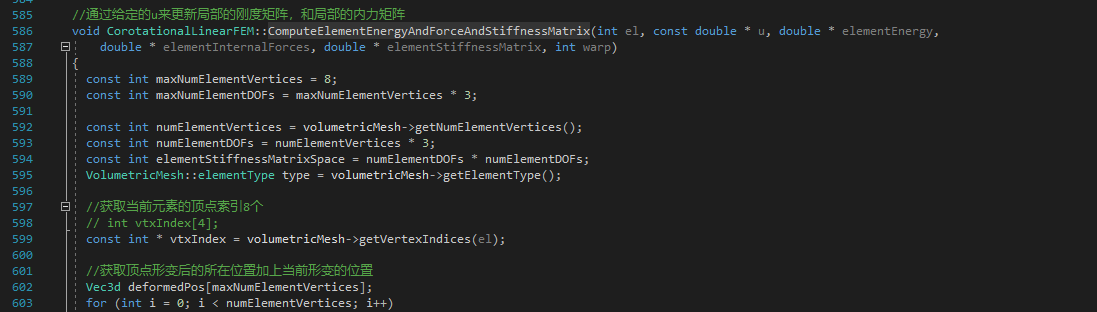 585 //通过给定的u来更新局部的刚度矩阵，和局部的内力矩阵
586 void CorotationalLinearFEM::ComputeElementEnergyAndForceAndStiffnessMatrix(int el, const double * u, double * elementEnergy,
587 double * elementInternalForces, double * elementStiffnessMatrix, int warp)
588 {
589 const int maxNumElementVertices = 8;
590 const int maxNumElementDOFs = maxNumElementVertices * 3;
591
592 const int numElementVertices = volumetricMesh->getNumElementVertices();
593 const int numElementDOFs = numElementVertices * 3;
594 const int elementStiffnessMatrixSpace = numElementDOFs * numElementDOFs;
595 VolumetricMesh::elementType type = volumetricMesh->getElementType();
596
597 //获取当前元素的顶点索引8个
598 // int vtxIndex[4];
599 const int * vtxIndex = volumetricMesh->getVertexIndices(el);
600
601 //获取顶点形变后的所在位置加上当前形变的位置
602 Vec3d deformedPos[maxNumElementVertices];
603 for (int i = 0; i < numElementVertices; i++)